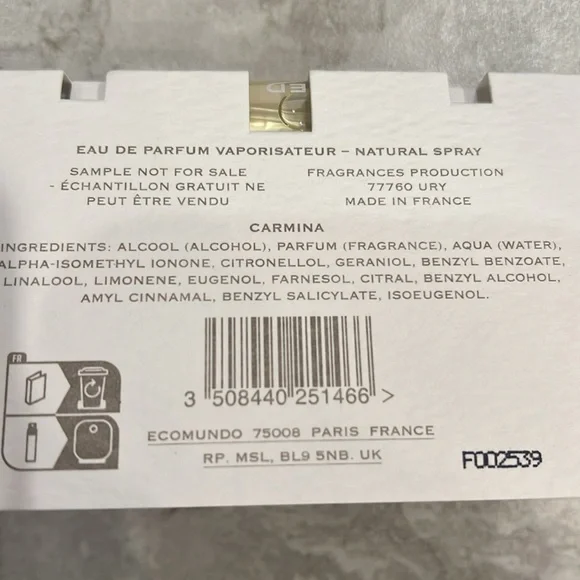 EAU DE PARFUM VAPORISATEUR – NATURAL SPRAY
SAMPLE NOT FOR SALE
- ÉCHANTILLON GRATUIT NE
PEUT ÊTRE VENDU
FRAGRANCES PRODUCTION
77760 URY
MADE IN FRANCE
CARMINA
INGREDIENTS: ALCOOL (ALCOHOL), PARFUM (FRAGRANCE), AQUA (WATER),
ALPHA-ISOMETHYL IONONE, CITRONELLOL, GERANIOL, BENZYL BENZOATE,
LINALOOL, LIMONENE, EUGENOL, FARNESOL, CITRAL, BENZYL ALCOHOL,
AMYL CINNAMAL, BENZYL SALICYLATE, ISOEUGENOL.
FR
3 508440 251466 >
ECOMUNDO 75008 PARIS FRANCE
RP. MSL, BL9 5NB. UK
F002539